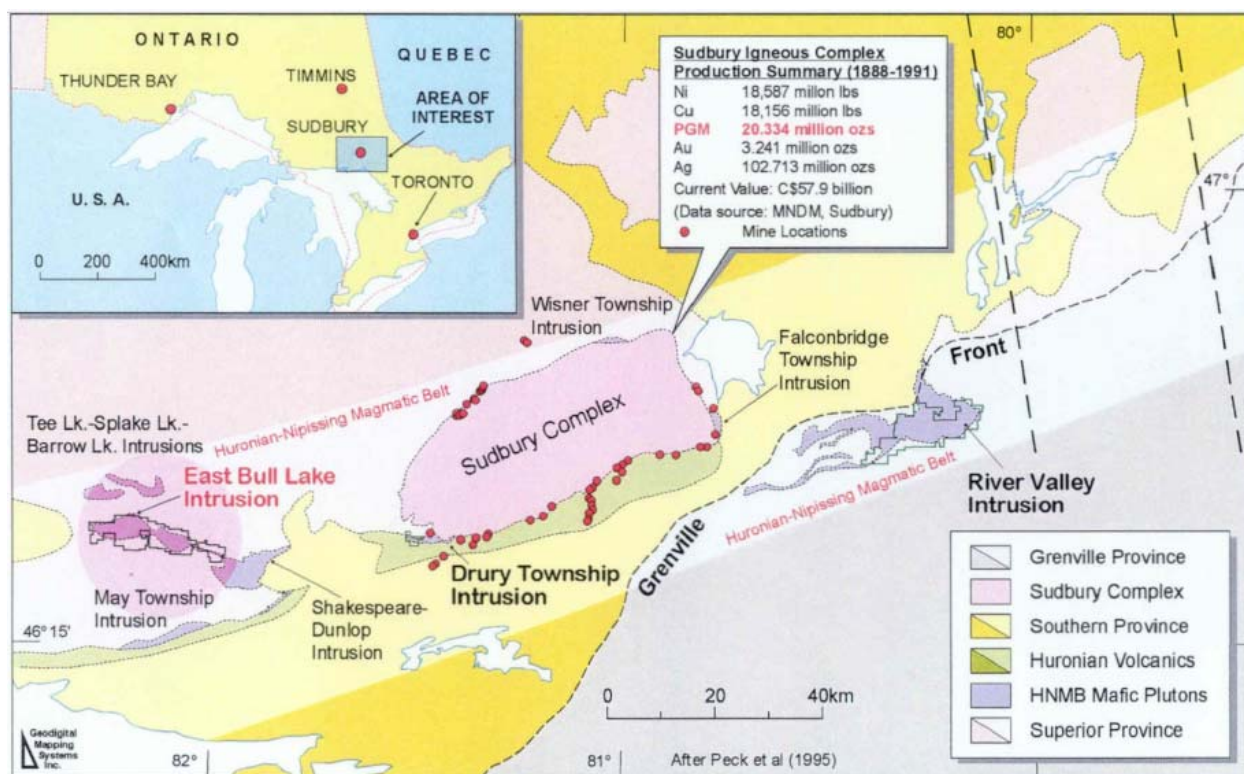 ONTARIO
QUEBEC
THUNDER BAY
TIMMINS
AREA OF
INTEREST
SUDBURY
U.S.A.
TORONTO
0 200 400km
Sudbury Igneous Complex
Production Summary (1888-1991)
Ni 18,587 millon lbs
Cu 18,156 million lbs
PGM 20.334 million ozs
Au 3.241 million ozs
Ag 102.713 million ozs
Current Value: C$57.9 billion
(Data source: MNDM, Sudbury)
Mine Locations
80°
47°
Wisner Township
Intrusion
Falconbridge
Township
Intrusion
Front
Huronian-Nipissing Magmatic Belt
Sudbury Complex
Tee Lk.-Splake Lk.-
Barrow Lk. Intrusions
East Bull Lake
Intrusion
River Valley
Intrusion
Huronian-Nipissing Magmatic Belt
Grenville
Drury Township
Intrusion
May Township
Intrusion
Shakespeare-
Dunlop
Intrusion
46° 15'
Grenville Province
Sudbury Complex
Southern Province
Huronian Volcanics
HNMB Mafic Plutons
Superior Province
0 20 40km
Geodigital
Mapping
Systems
Inc.
82°
81°
After Peck et al (1995)